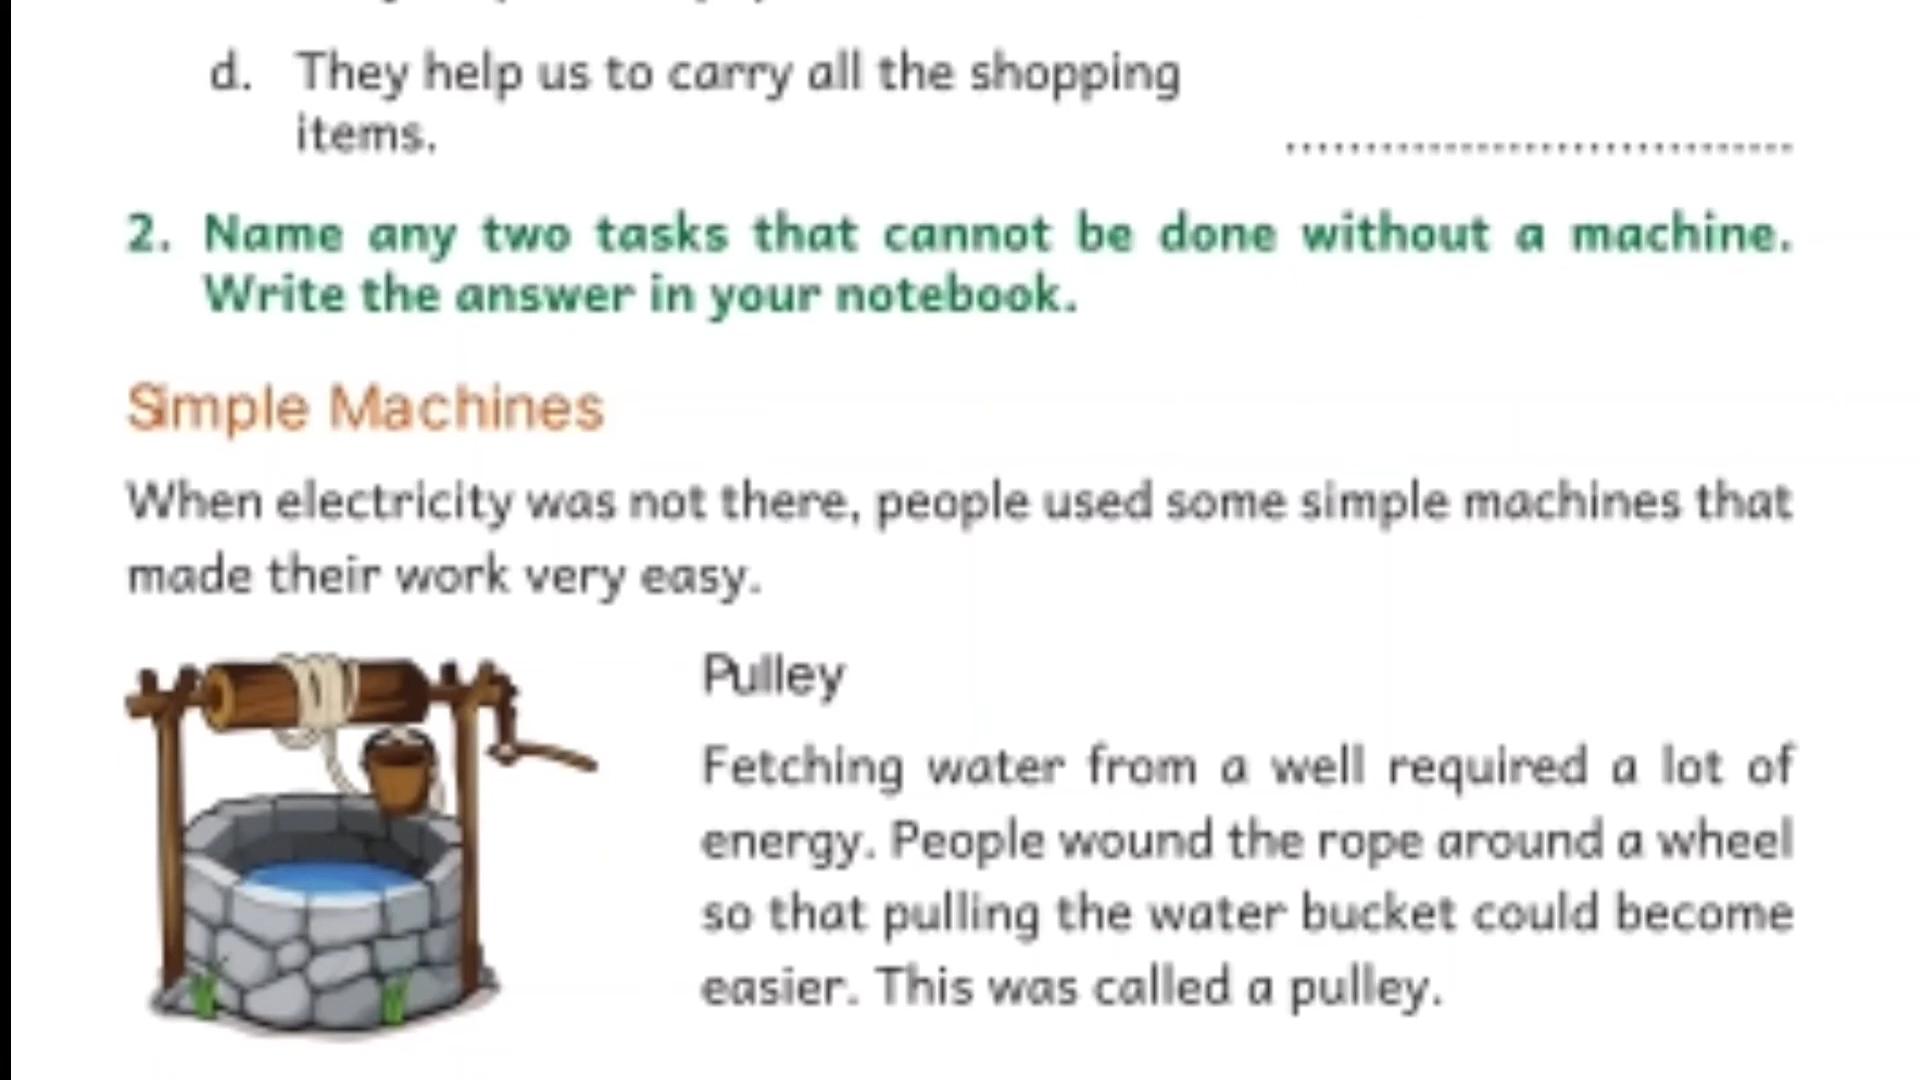 d. They help us to carry all the shopping
items. ................................
2. Name any two tasks that cannot be done without a machine.
Write the answer in your notebook.
Simple Machines
When electricity was not there, people used some simple machines that
made their work very easy.
Pulley
Fetching water from a well required a lot of
energy. People wound the rope around a wheel
so that pulling the water bucket could become
easier. This was called a pulley.